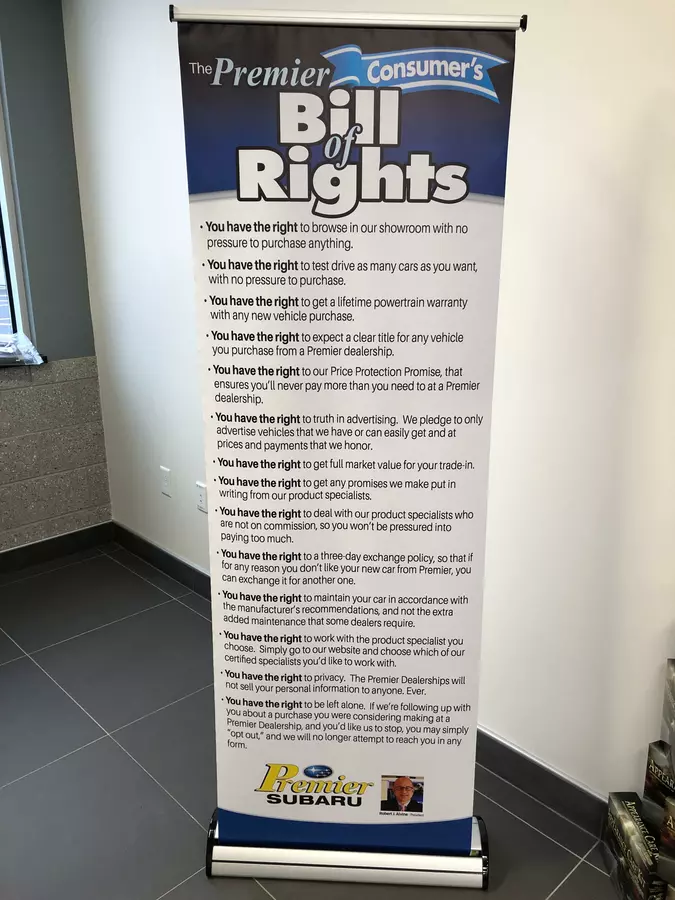 The Premier Consumer's
Bill
of
Rights
• You have the right to browse in our showroom with no
pressure to purchase anything.
• You have the right to test drive as many cars as you want,
with no pressure to purchase.
• You have the right to get a lifetime powertrain warranty
with any new vehicle purchase.
• You have the right to expect a clear title for any vehicle
you purchase from a Premier dealership.
• You have the right to our Price Protection Promise, that
ensures you'll never pay more than you need to at a Premier
dealership.
• You have the right to truth in advertising. We pledge to only
advertise vehicles that we have or can easily get and at
prices and payments that we honor.
• You have the right to get full market value for your trade-in.
• You have the right to get any promises we make put in
writing from our product specialists.
• You have the right to deal with our product specialists who
are not on commission, so you won't be pressured into
paying too much.
• You have the right to a three-day exchange policy, so that if
for any reason you don't like your new car from Premier, you
can exchange it for another one.
• You have the right to maintain your car in accordance with
the manufacturer's recommendations, and not the extra
added maintenance that some dealers require.
• You have the right to work with the product specialist you
choose. Simply go to our website and choose which of our
certified specialists you'd like to work with.
• You have the right to privacy. The Premier Dealerships will
not sell your personal information to anyone. Ever.
• You have the right to be left alone. If we're following up with
you about a purchase you were considering making at a
Premier Dealership, and you'd like us to stop, you may simply
"opt out," and we will no longer attempt to reach you in any
form.
Premier
SUBARU
Robert J. Alvine President
APPEARANCE CARE